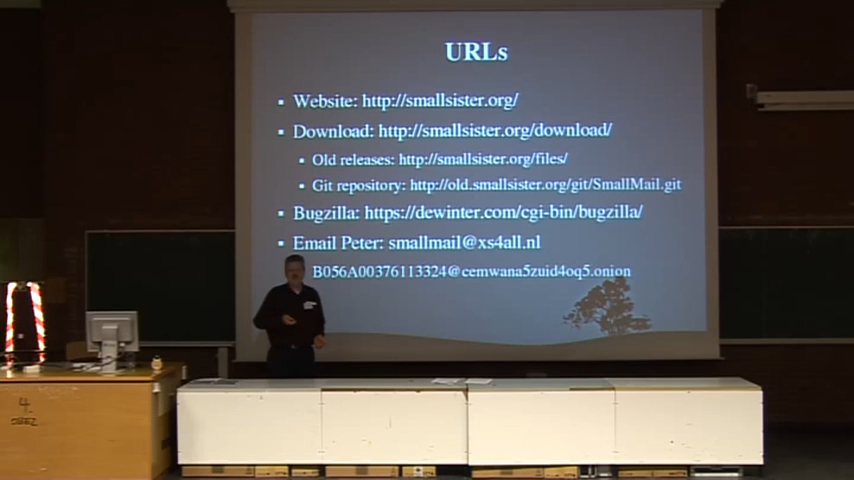 URLs
Website: http://smallsister.org/
Download: http://smallsister.org/download/
Old releases: http://smallsister.org/files/
Git repository: http://old.smallsister.org/git/SmallMail.git
Bugzilla: https://dewinter.com/cgi-bin/bugzilla/
Email Peter: smallmail@xs4all.nl
B056A00376113324@cemwana5zuid4oq5.onion